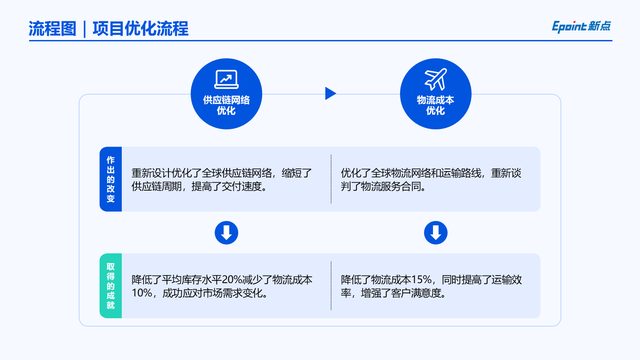 流程图｜项目优化流程
Epoint新点
供应链网络
优化
物流成本
优化
作出的改变
重新设计优化了全球供应链网络，缩短了
供应链周期，提高了交付速度。
优化了全球物流网络和运输路线，重新谈
判了物流服务合同。
取得的成就
降低了平均库存水平20%减少了物流成本
10%，成功应对市场需求变化。
降低了物流成本15%，同时提高了运输效
率，增强了客户满意度。